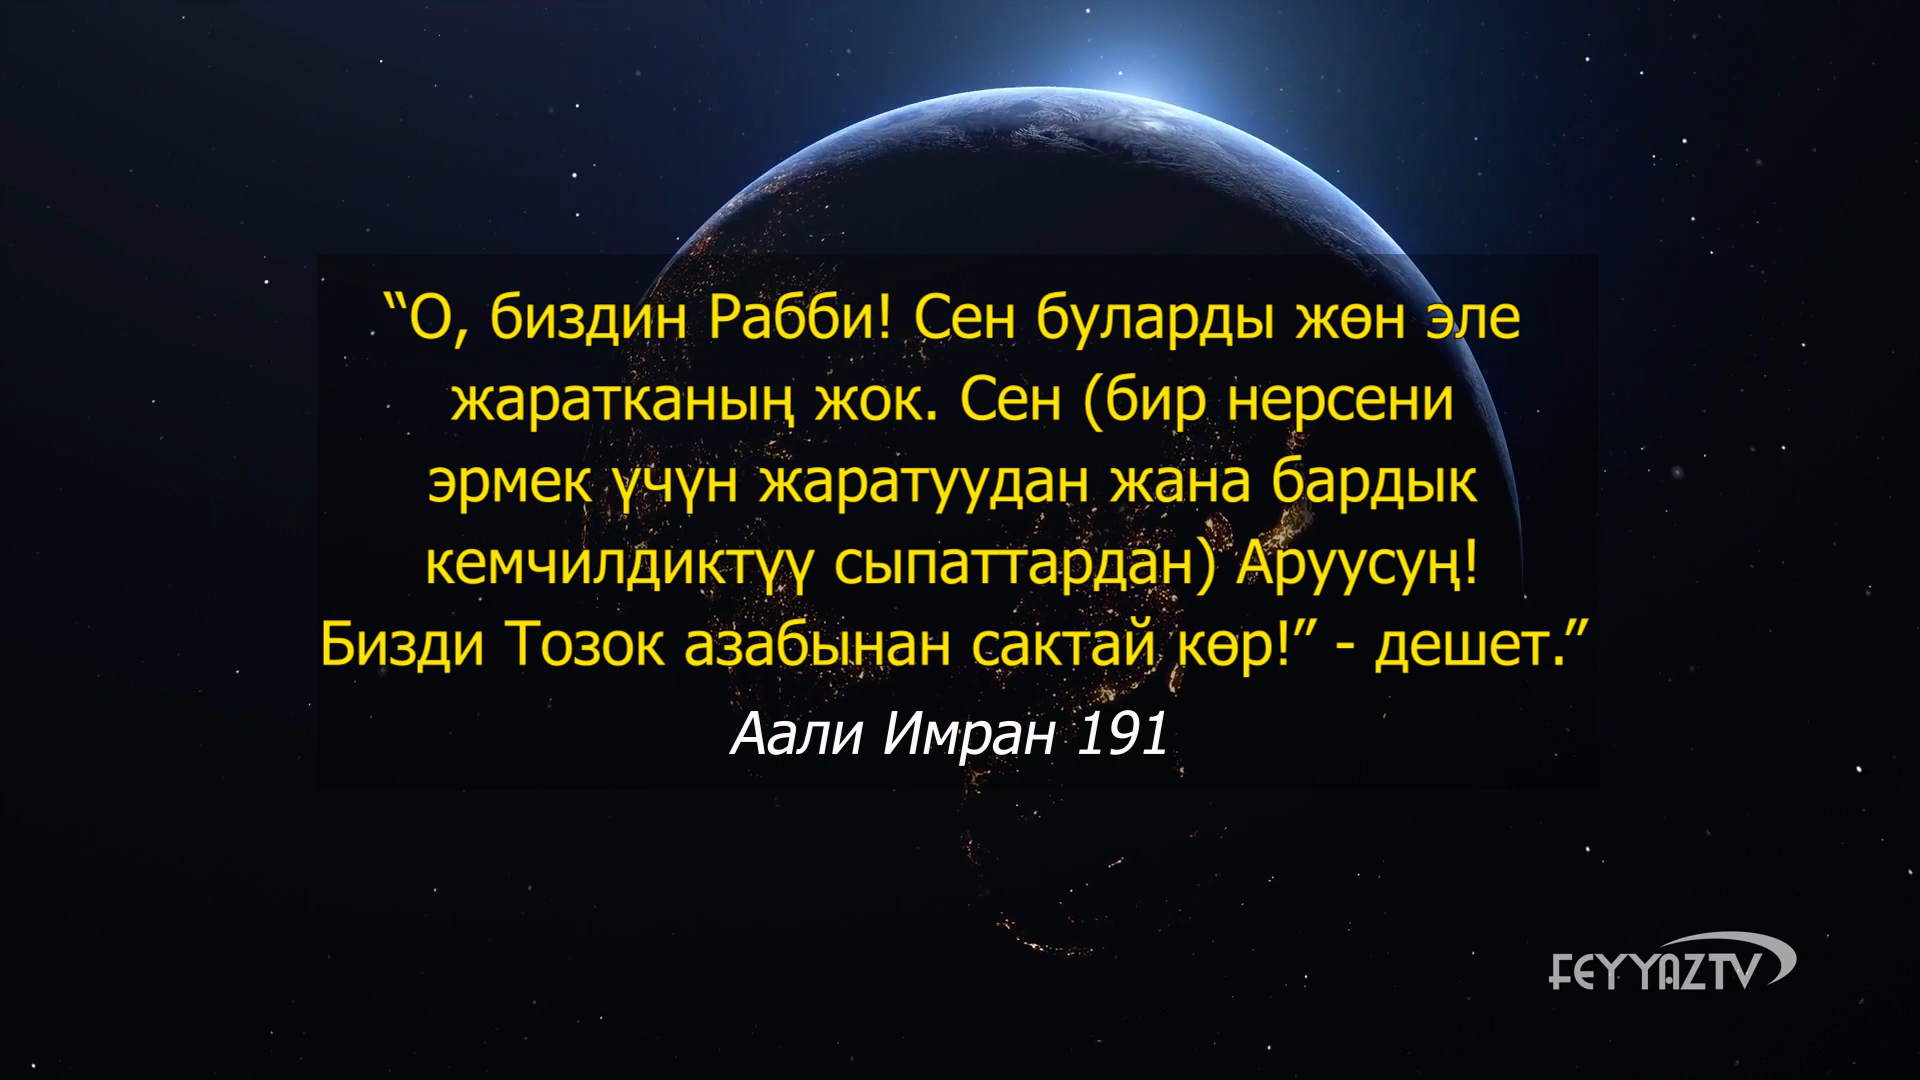 “О, биздин Рабби! Сен буларды жөн эле
жаратканың жок. Сен (бир нерсени
эрмек үчүн жаратуудан жана бардык
кемчилдиктүү сыпаттардан) Аруусуң!
Бизди Тозок азабынан сактай көр!” - дешет.”
Аали Имран 191
FEYYAZTV